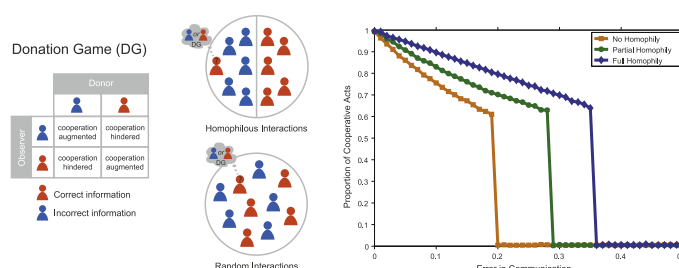 Donation Game (DG)
Donor
Observer
cooperation
augmented
cooperation
hindered
cooperation
hindered
cooperation
augmented
Correct information
Incorrect information
or
DG
?
Homophilous Interactions
or
DG
?
Random Interactions
Proportion of Cooperative Acts
1
0.9
0.8
0.7
0.6
0.5
0.4
0.3
0.2
0.1
0
0
0.1
0.2
0.3
0.4
No Homophily
Partial Homophily
Full Homophily
Error in Communication